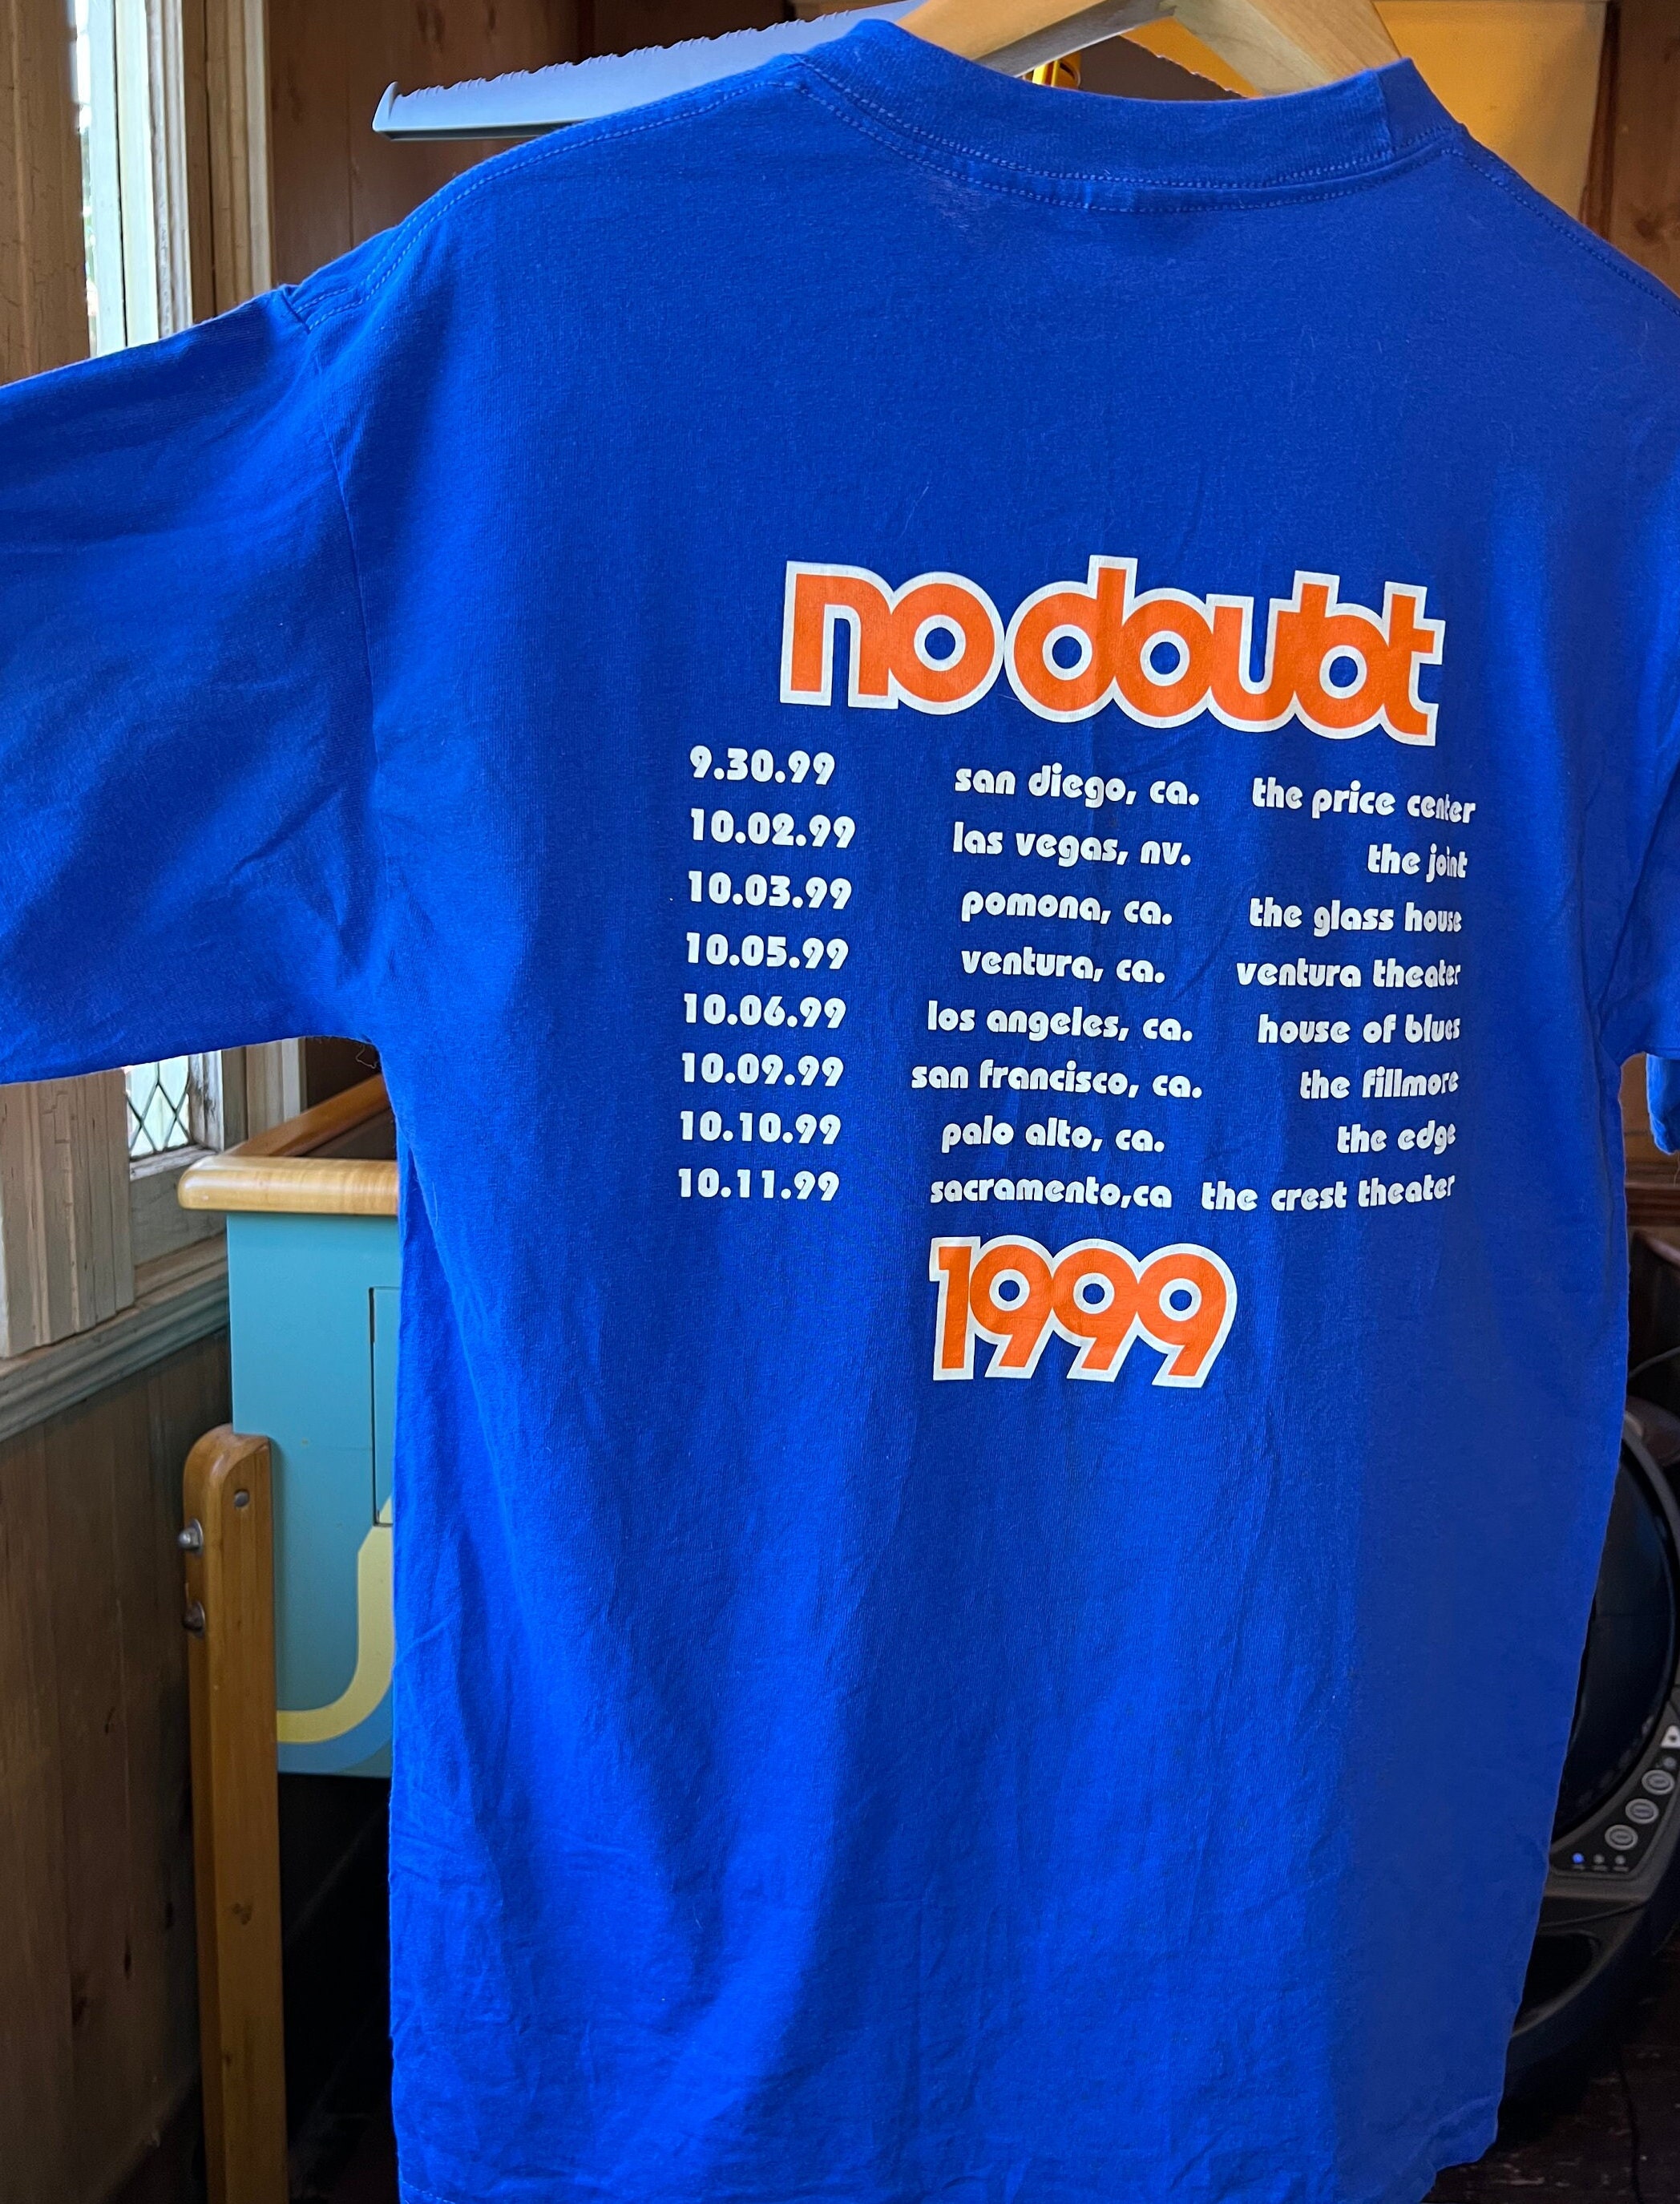 no doubt
9.30.99 san diego, ca. the price center
10.02.99 las vegas, nv. the joint
10.03.99 pomona, ca. the glass house
10.05.99 ventura, ca. ventura theater
10.06.99 los angeles, ca. house of blues
10.09.99 san francisco, ca. the fillmore
10.10.99 palo alto, ca. the edge
10.11.99 sacramento,ca the crest theater
1999